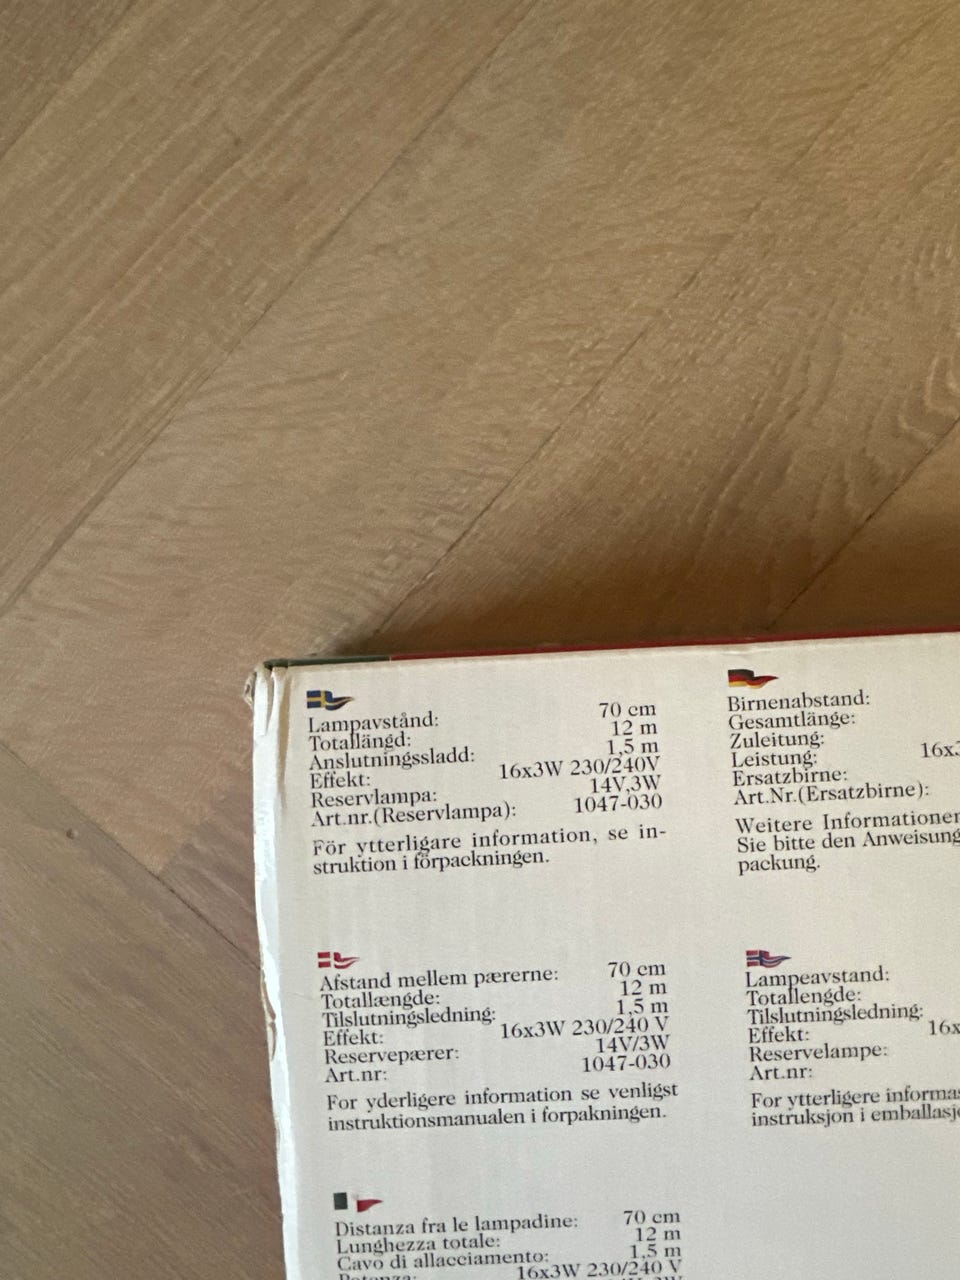 Lampavstånd: 70 cm
Totallängd: 12 m
Anslutningssladd: 1,5 m
Effekt: 16x3W 230/240V
Reservlampa: 14V,3W
Art.nr.(Reservlampa): 1047-030
För ytterligare information, se in-
struktion i förpackningen.
Birnenabstand:
Gesamtlänge:
Zuleitung:
Leistung: 16x3
Ersatzbirne:
Art.Nr.(Ersatzbirne):
Weitere Informationen
Sie bitte den Anweisung
packung.
Afstand mellem pærerne: 70 cm
Totallængde: 12 m
Tilslutningsledning: 1,5 m
Effekt: 16x3W 230/240 V
Reservepærer: 14V/3W
Art.nr: 1047-030
For yderligere information se venligst
instruktionsmanualen i forpakningen.
Lampeavstand:
Totallengde:
Tilslutningsledning:
Effekt: 16x
Reservelampe:
Art.nr:
For ytterligere informas
instruksjon i emballasje
Distanza fra le lampadine: 70 cm
Lunghezza totale: 12 m
Cavo di allacciamento: 1,5 m
Potenza: 16x3W 230/240 V